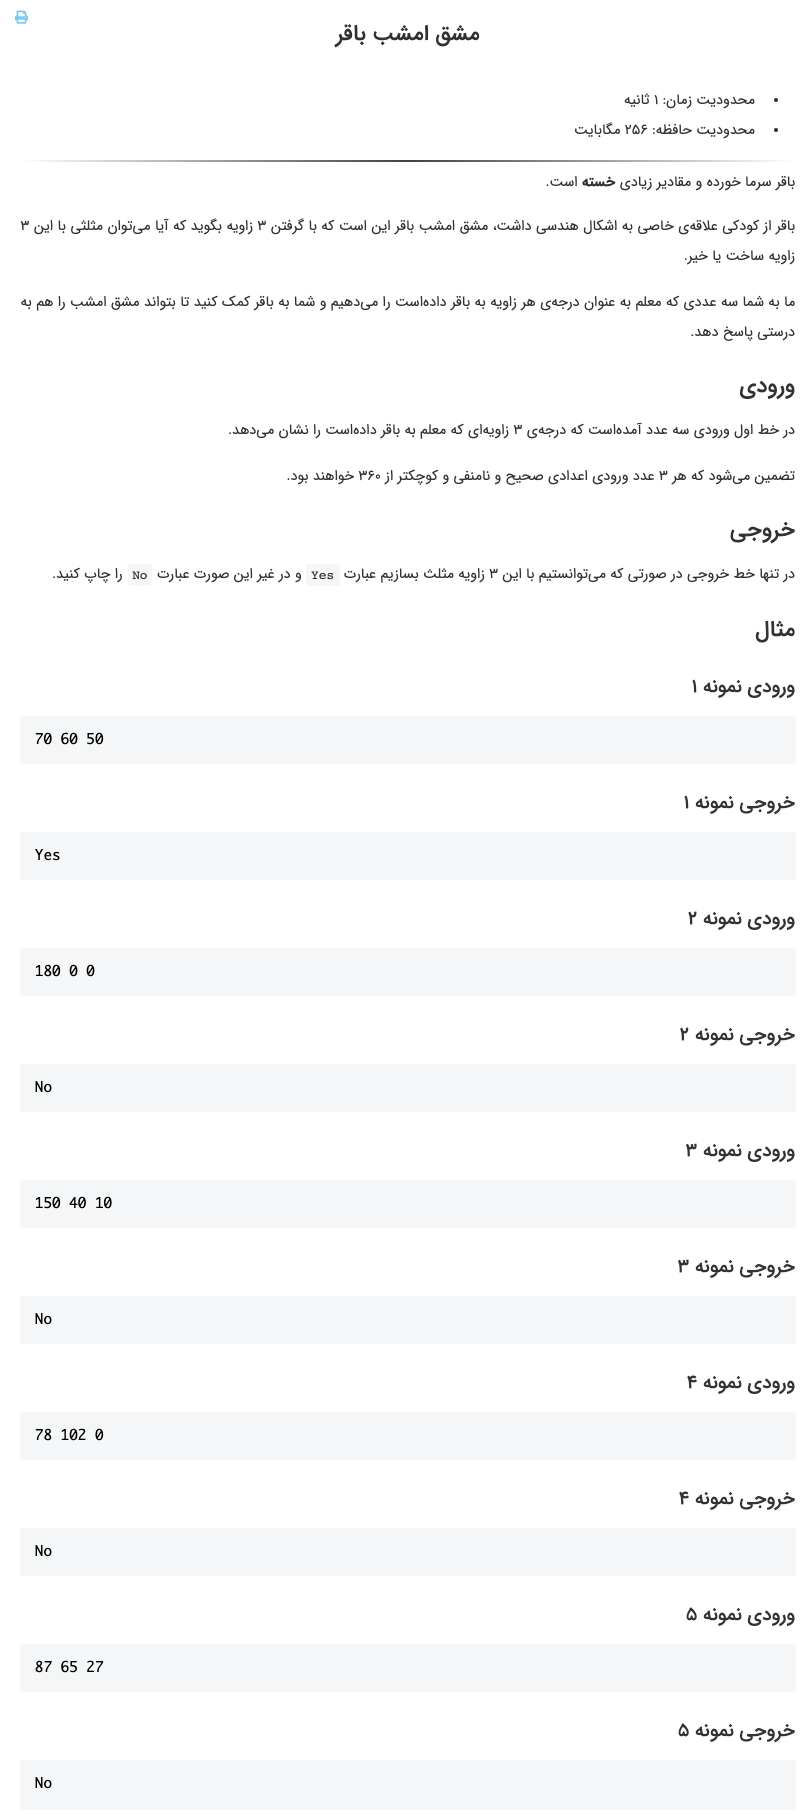 مشق امشب باقر
• محدودیت زمان: ۱ ثانیه
• محدودیت حافظه: ۲۵۶ مگابایت
باقر سرما خورده و مقادیر زیادی خسته است.
باقر از کودکی علاقه‌ی خاصی به اشکال هندسی داشت، مشق امشب باقر این است که با گرفتن ۳ زاویه بگوید که آیا می‌توان مثلثی با این ۳
زاویه ساخت یا خیر.
ما به شما سه عددی که معلم به عنوان درجه‌ی هر زاویه به باقر داده‌است را می‌دهیم و شما به باقر کمک کنید تا بتواند مشق امشب را هم به
درستی پاسخ دهد.
ورودی
در خط اول ورودی سه عدد آمده‌است که درجه‌ی ۳ زاویه‌ای که معلم به باقر داده‌است را نشان می‌دهد.
تضمین می‌شود که هر ۳ عدد ورودی اعدادی صحیح و نامنفی و کوچکتر از ۳۶۰ خواهند بود.
خروجی
در تنها خط خروجی در صورتی که می‌توانستیم با این ۳ زاویه مثلث بسازیم عبارت Yes و در غیر این صورت عبارت No را چاپ کنید.
مثال
ورودی نمونه ۱
70 60 50
خروجی نمونه ۱
Yes
ورودی نمونه ۲
180 0 0
خروجی نمونه ۲
No
ورودی نمونه ۳
150 40 10
خروجی نمونه ۳
No
ورودی نمونه ۴
78 102 0
خروجی نمونه ۴
No
ورودی نمونه ۵
87 65 27
خروجی نمونه ۵
No